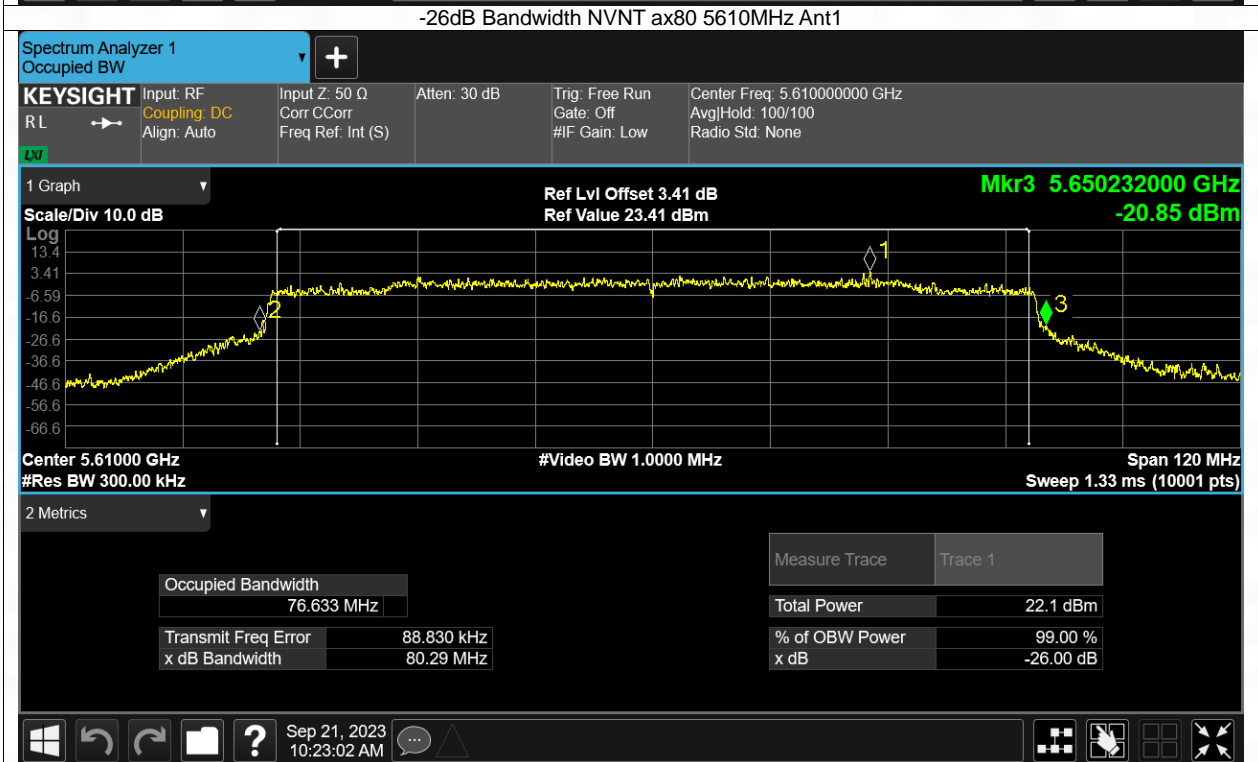 -26dB Bandwidth NVNT ax80 5610MHz Ant1
Spectrum Analyzer 1
Occupied BW
KEYSIGHT
R L
LXI
Input: RF
Coupling: DC
Align: Auto
Input Z: 50 Ω
Corr CCorr
Freq Ref: Int (S)
Atten: 30 dB
Trig: Free Run
Gate: Off
#IF Gain: Low
Center Freq: 5.610000000 GHz
Avg|Hold: 100/100
Radio Std: None
1 Graph
Scale/Div 10.0 dB
Ref Lvl Offset 3.41 dB
Ref Value 23.41 dBm
Mkr3 5.650232000 GHz
-20.85 dBm
Log
13.4
3.41
-6.59
-16.6
-26.6
-36.6
-46.6
-56.6
-66.6
1
2
3
Center 5.61000 GHz
#Res BW 300.00 kHz
#Video BW 1.0000 MHz
Span 120 MHz
Sweep 1.33 ms (10001 pts)
2 Metrics
Measure Trace Trace 1
Occupied Bandwidth
76.633 MHz
Total Power 22.1 dBm
Transmit Freq Error 88.830 kHz
% of OBW Power 99.00 %
x dB Bandwidth 80.29 MHz
x dB -26.00 dB
?
Sep 21, 2023
10:23:02 AM